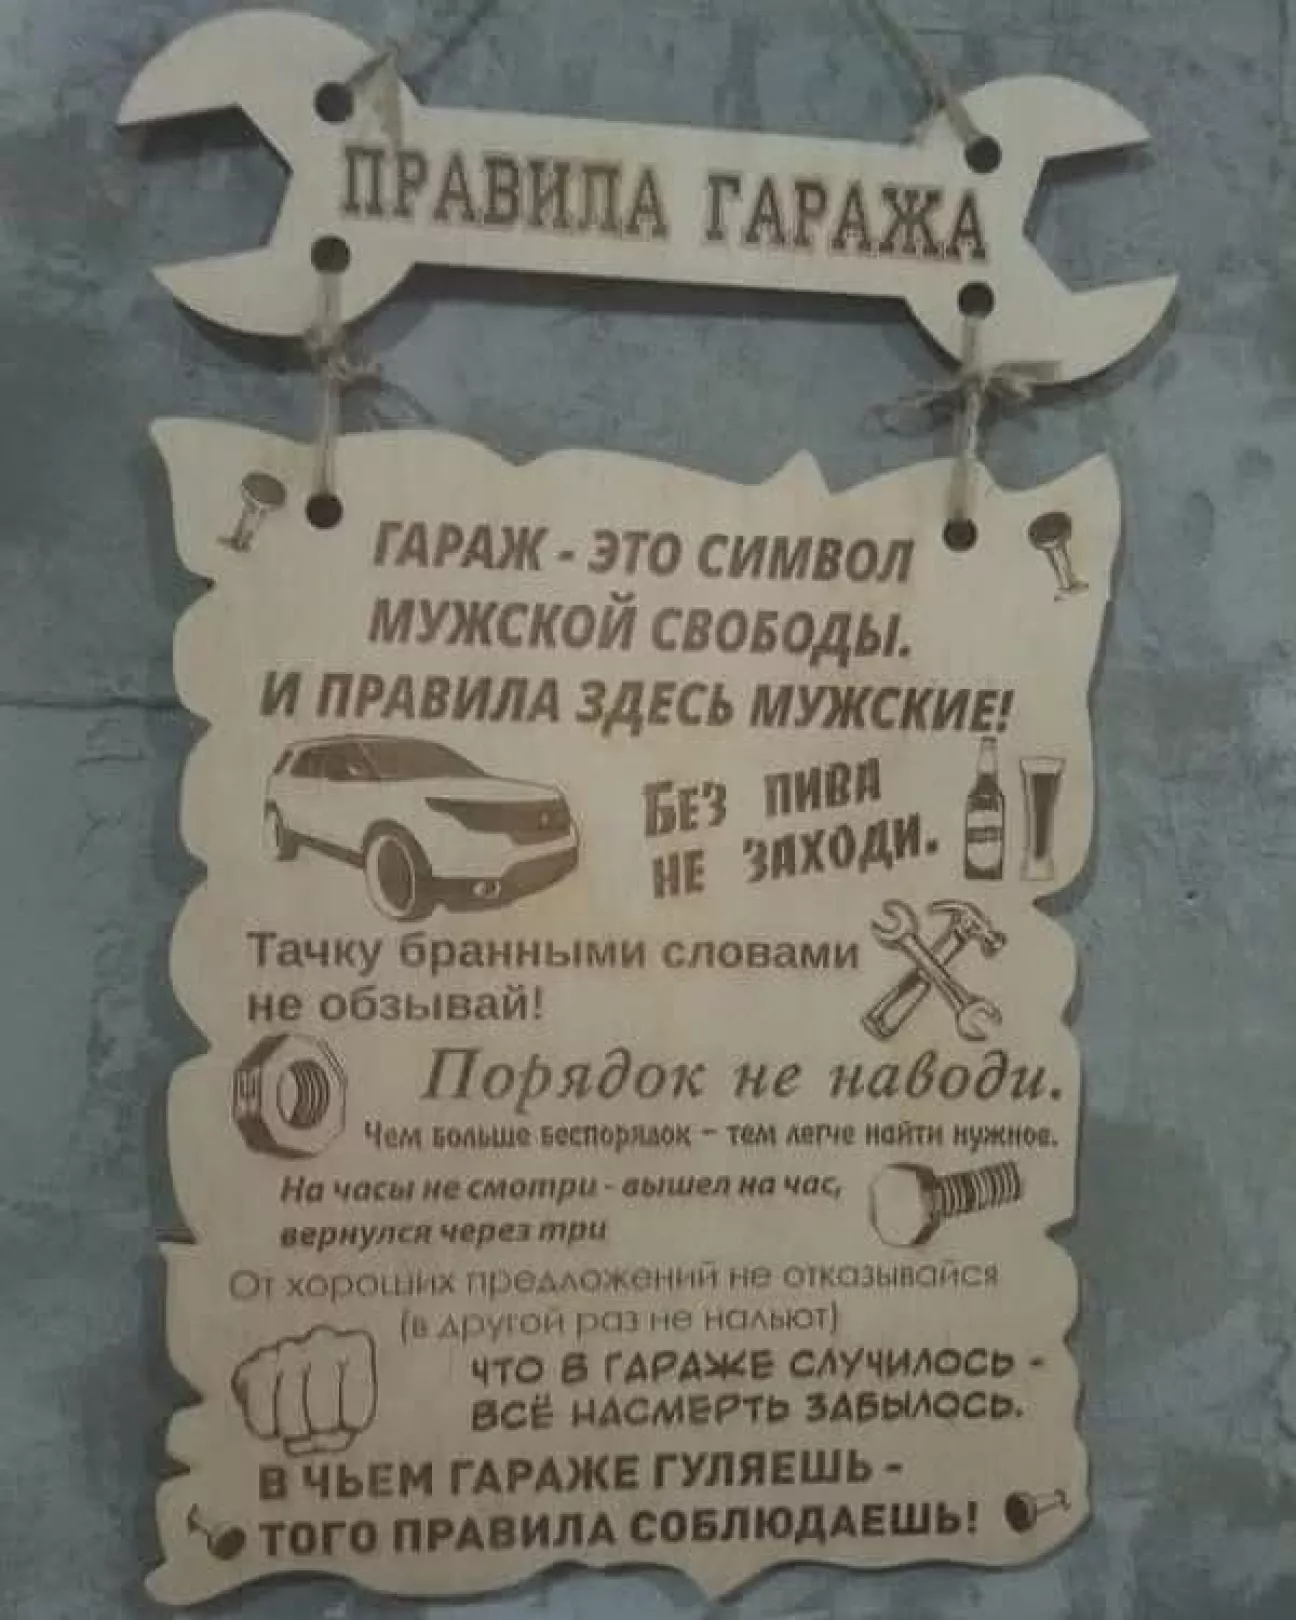 ПРАВИЛА ГАРАЖА
ГАРАЖ - ЭТО СИМВОЛ
МУЖСКОЙ СВОБОДЫ.
И ПРАВИЛА ЗДЕСЬ МУЖСКИЕ!
БЕЗ ПИВА
НЕ ЗАХОДИ.
Тачку бранными словами
не обзывай!
Порядок не наводи.
Чем больше беспорядок – тем легче найти нужное.
На часы не смотри - вышел на час,
вернулся через три
От хороших предложений не отказывайся
(в другой раз не нальют)
ЧТО В ГАРАЖЕ СЛУЧИЛОСЬ -
ВСЁ НАСМЕРТЬ ЗАБЫЛОСЬ.
В ЧЬЕМ ГАРАЖЕ ГУЛЯЕШЬ -
ТОГО ПРАВИЛА СОБЛЮДАЕШЬ!